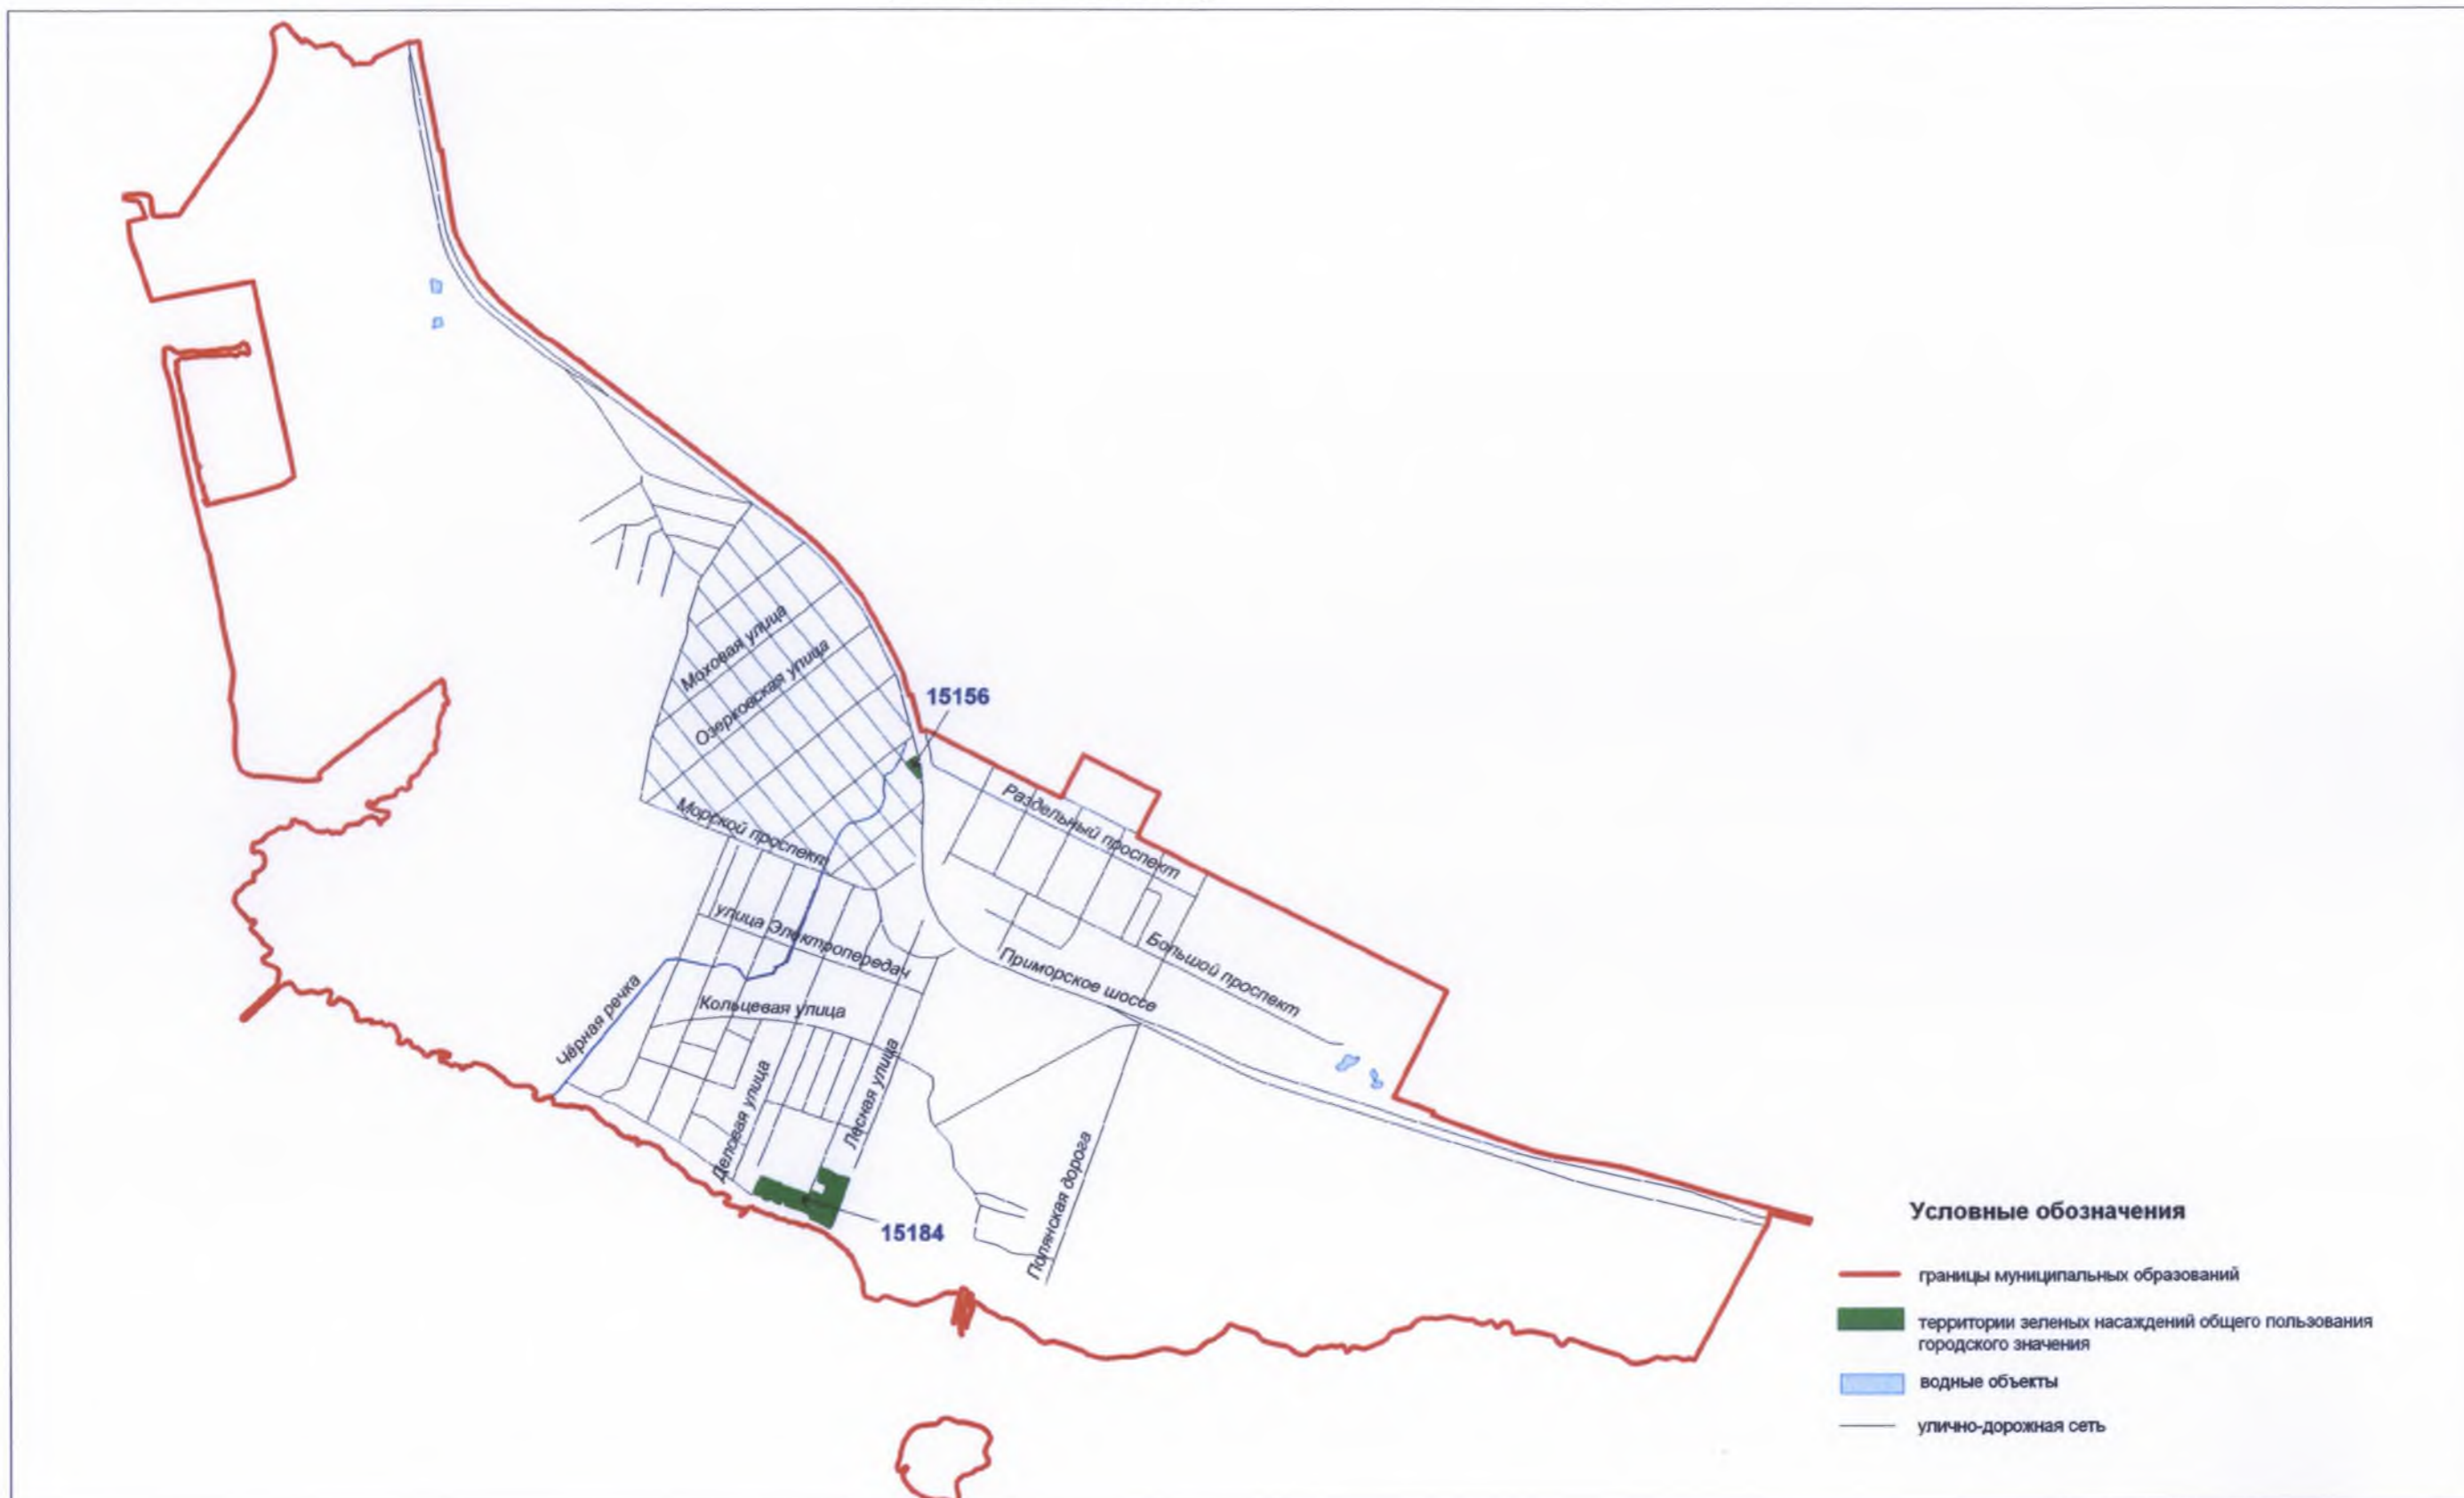 Моховая улица
Озерковская улица
15156
Морской проспект
Раздельный проспект
улица Электропередач
Большой проспект
Приморское шоссе
Чёрная речка
Кольцевая улица
Деловая улица
Лесная улица
Полянская дорога
15184
Условные обозначения
границы муниципальных образований
территории зеленых насаждений общего пользования
городского значения
водные объекты
улично-дорожная сеть